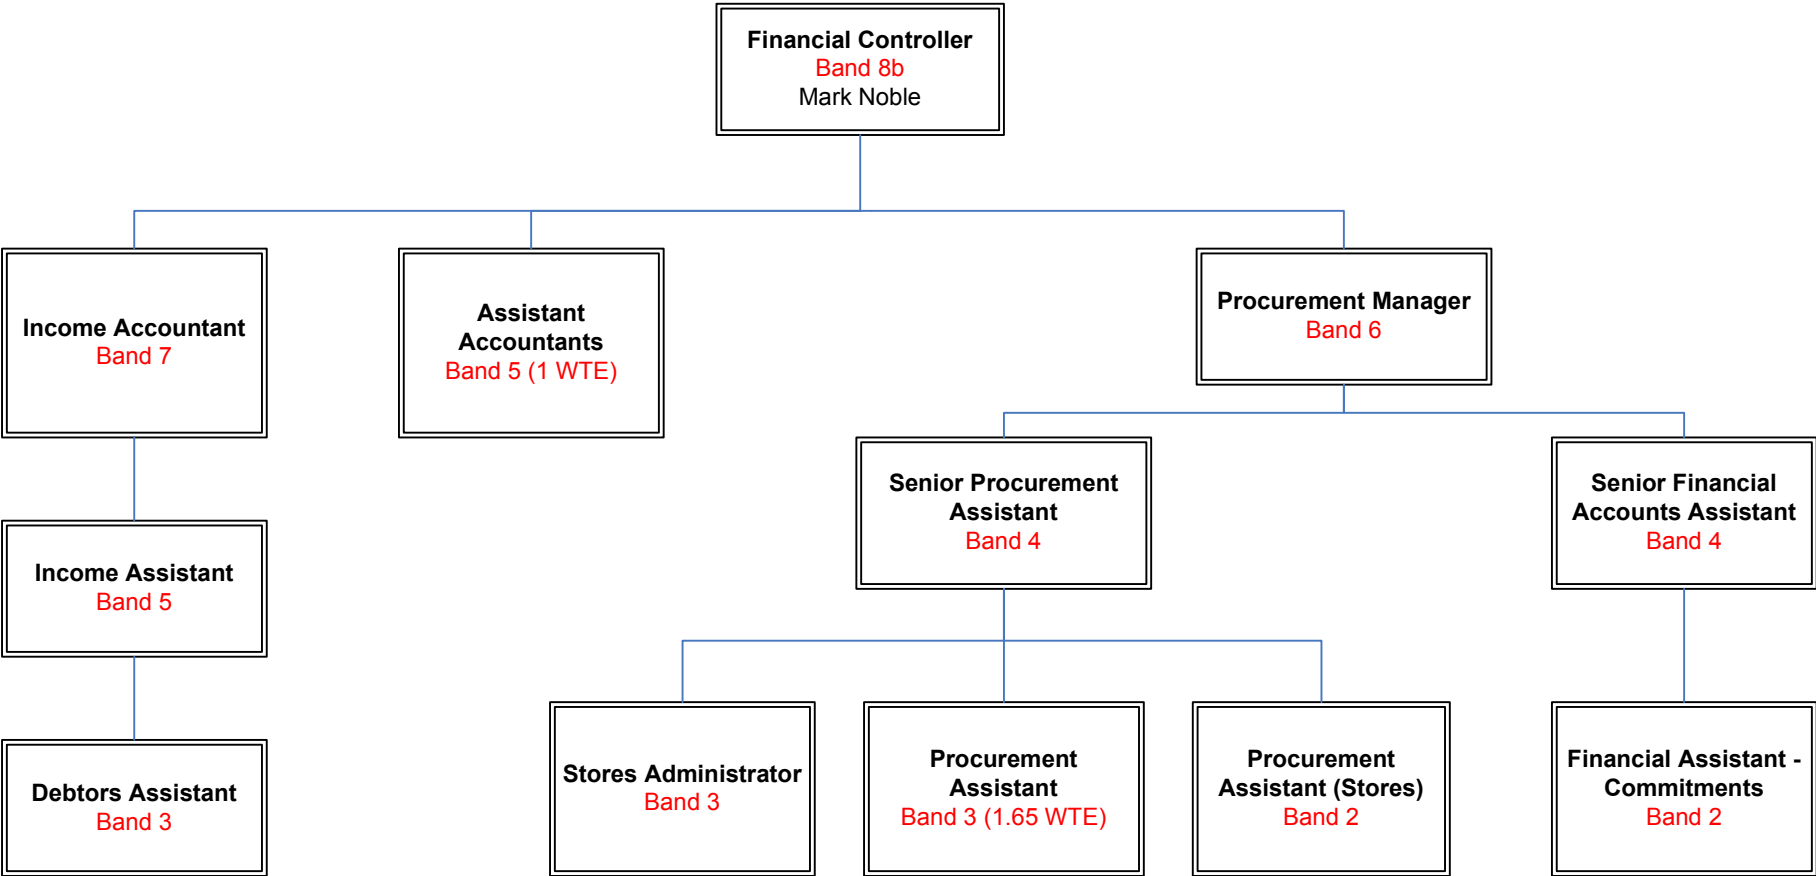 Financial Controller
Band 8b
Mark Noble
Income Accountant
Band 7
Assistant
Accountants
Band 5 (1 WTE)
Procurement Manager
Band 6
Senior Procurement
Assistant
Band 4
Senior Financial
Accounts Assistant
Band 4
Income Assistant
Band 5
Debtors Assistant
Band 3
Stores Administrator
Band 3
Procurement
Assistant
Band 3 (1.65 WTE)
Procurement
Assistant (Stores)
Band 2
Financial Assistant -
Commitments
Band 2